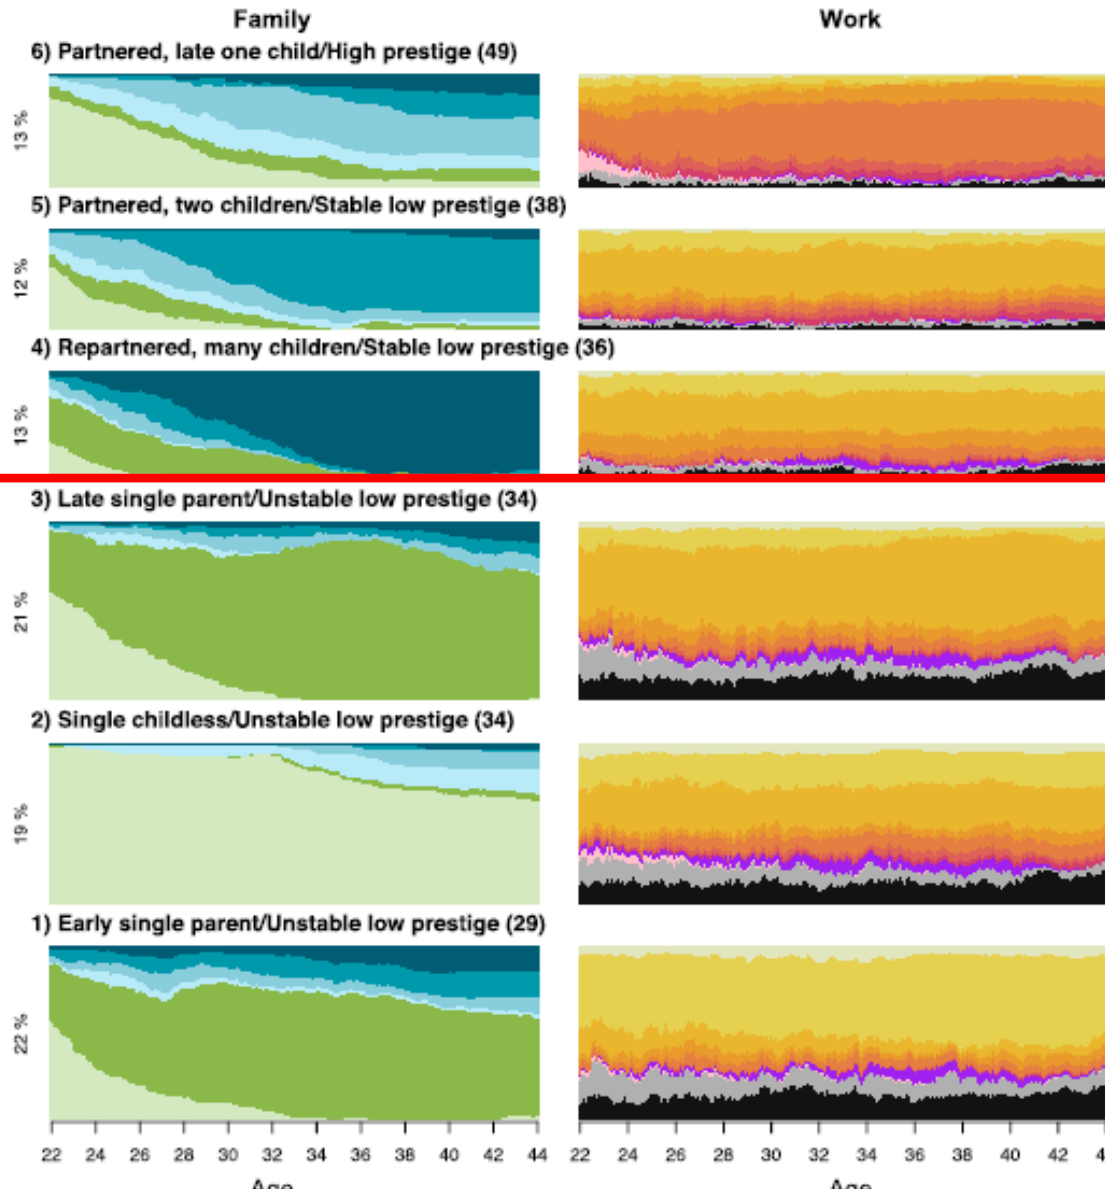 Family Work
6) Partnered, late one child/High prestige (49)
13 %
5) Partnered, two children/Stable low prestige (38)
12 %
4) Repartnered, many children/Stable low prestige (36)
13 %
3) Late single parent/Unstable low prestige (34)
21 %
2) Single childless/Unstable low prestige (34)
19 %
1) Early single parent/Unstable low prestige (29)
22 %
22 24 26 28 30 32 34 36 38 40 42 44 22 24 26 28 30 32 34 36 38 40 42 4
Age Age